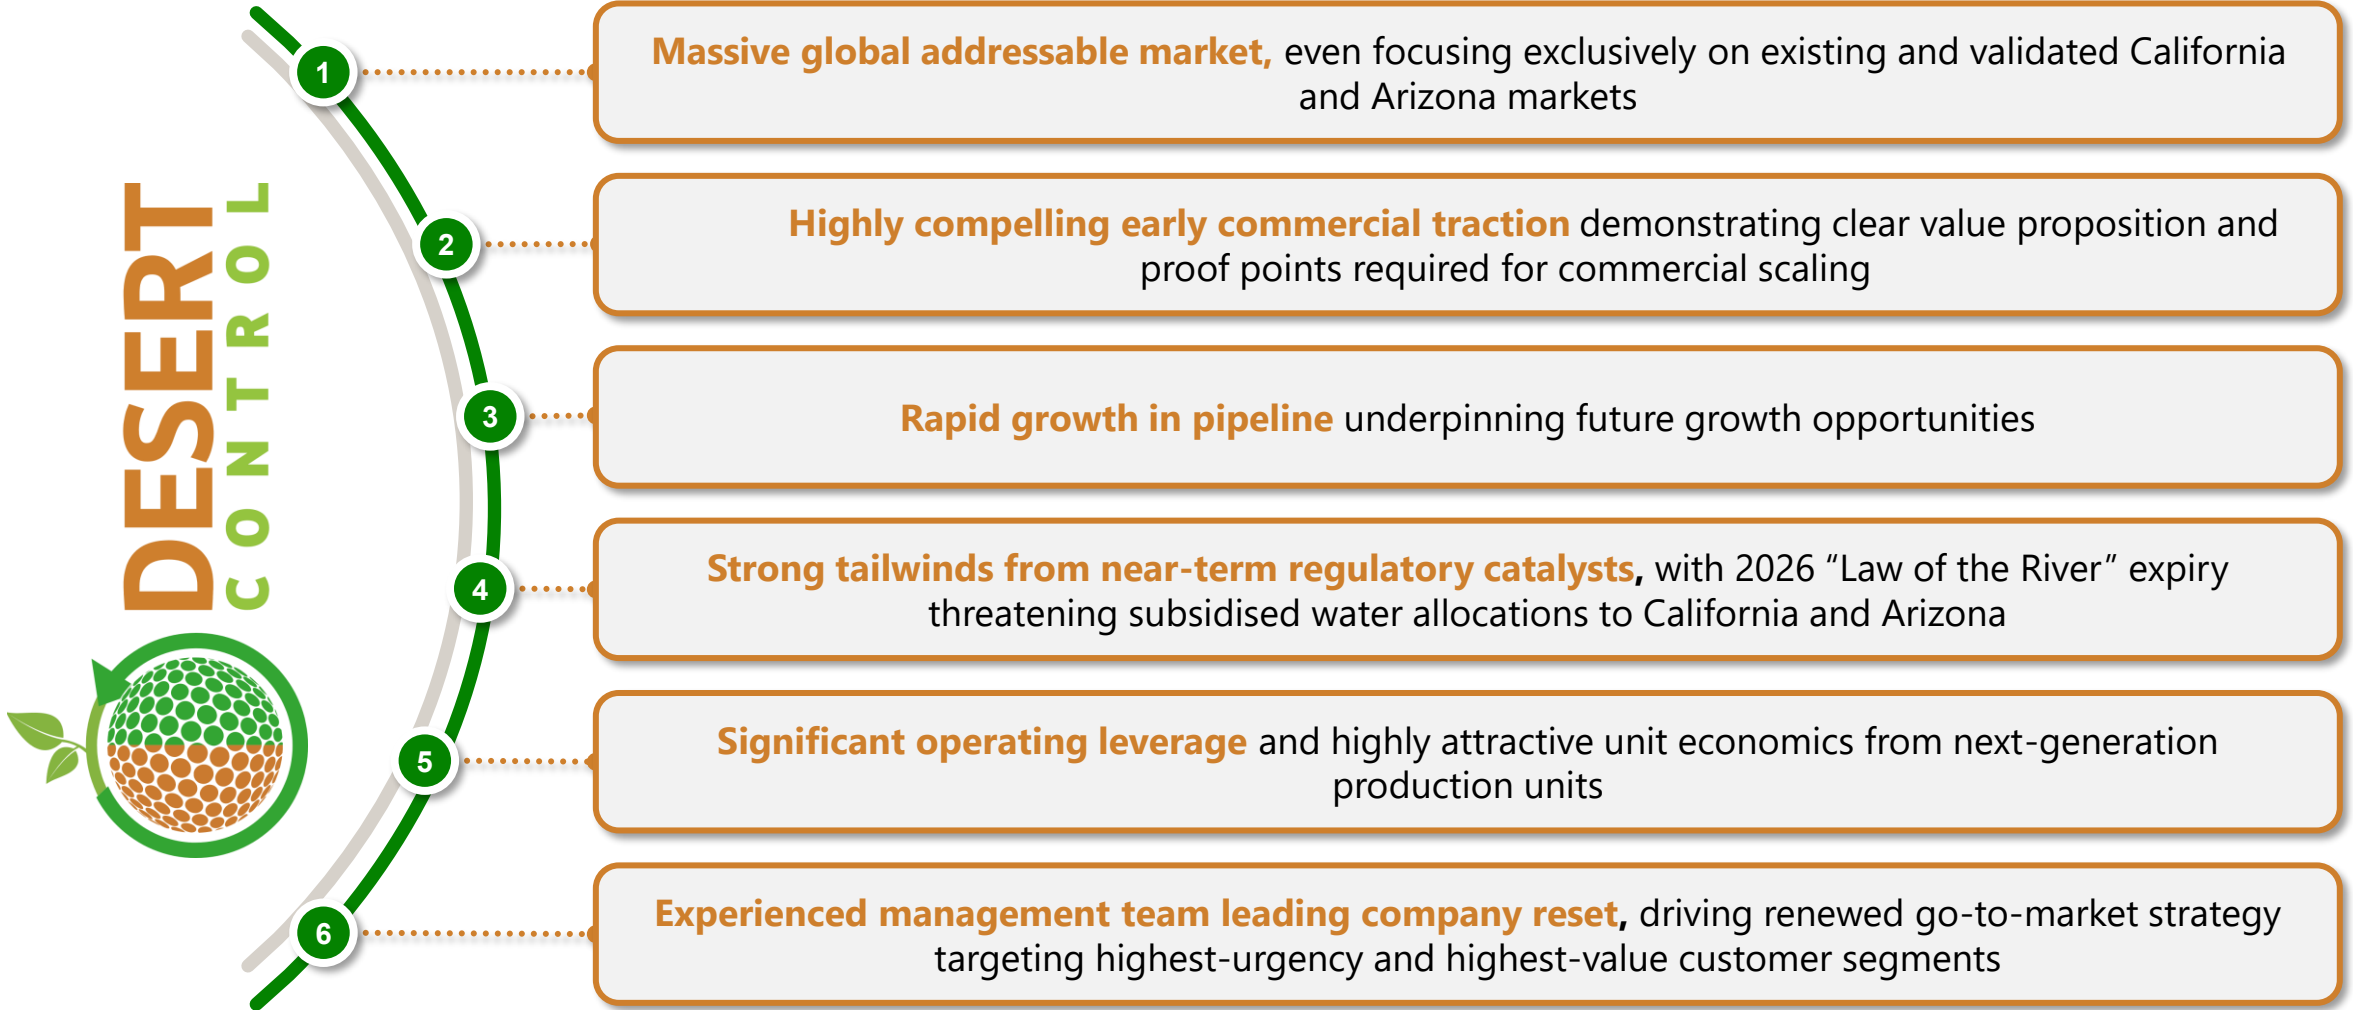 DESERT
CONTROL
1
Massive global addressable market, even focusing exclusively on existing and validated California
and Arizona markets
2
Highly compelling early commercial traction demonstrating clear value proposition and
proof points required for commercial scaling
3
Rapid growth in pipeline underpinning future growth opportunities
4
Strong tailwinds from near-term regulatory catalysts, with 2026 “Law of the River” expiry
threatening subsidised water allocations to California and Arizona
5
Significant operating leverage and highly attractive unit economics from next-generation
production units
6
Experienced management team leading company reset, driving renewed go-to-market strategy
targeting highest-urgency and highest-value customer segments